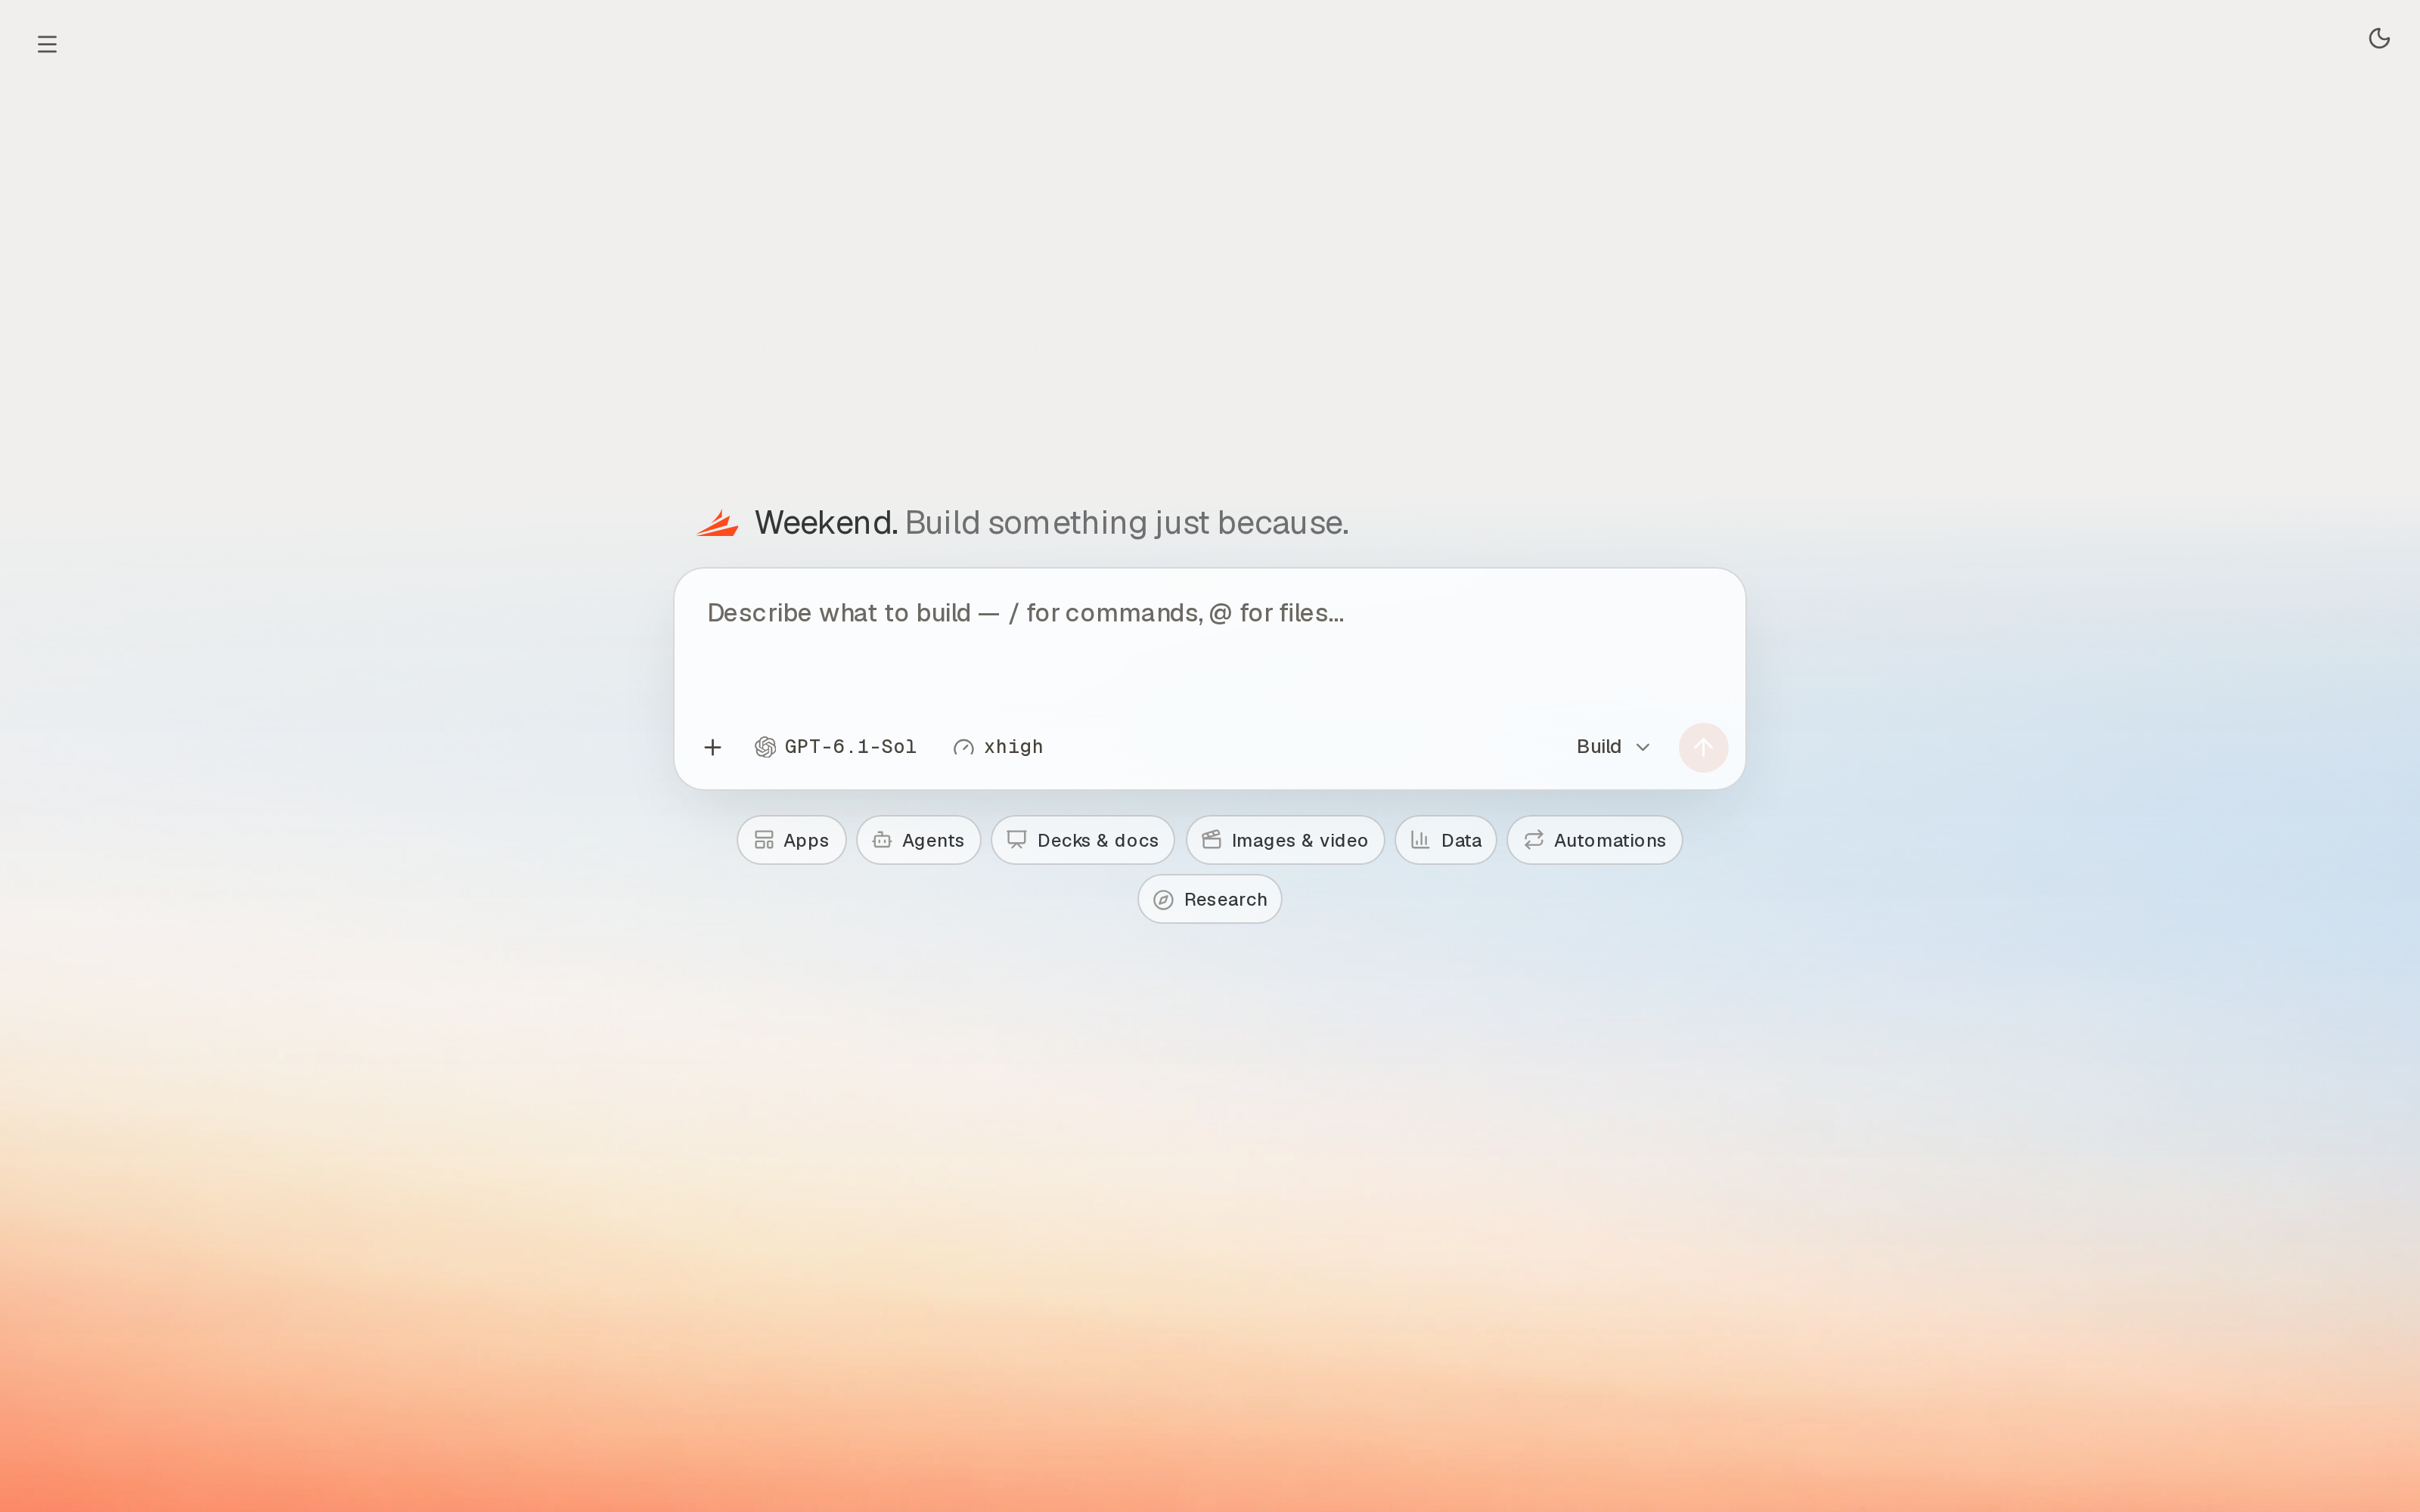 Weekend. Build something just because.
Describe what to build — / for commands, @ for files...
GPT-6.1-Sol xhigh Build
Apps Agents Decks & docs Images & video Data Automations
Research